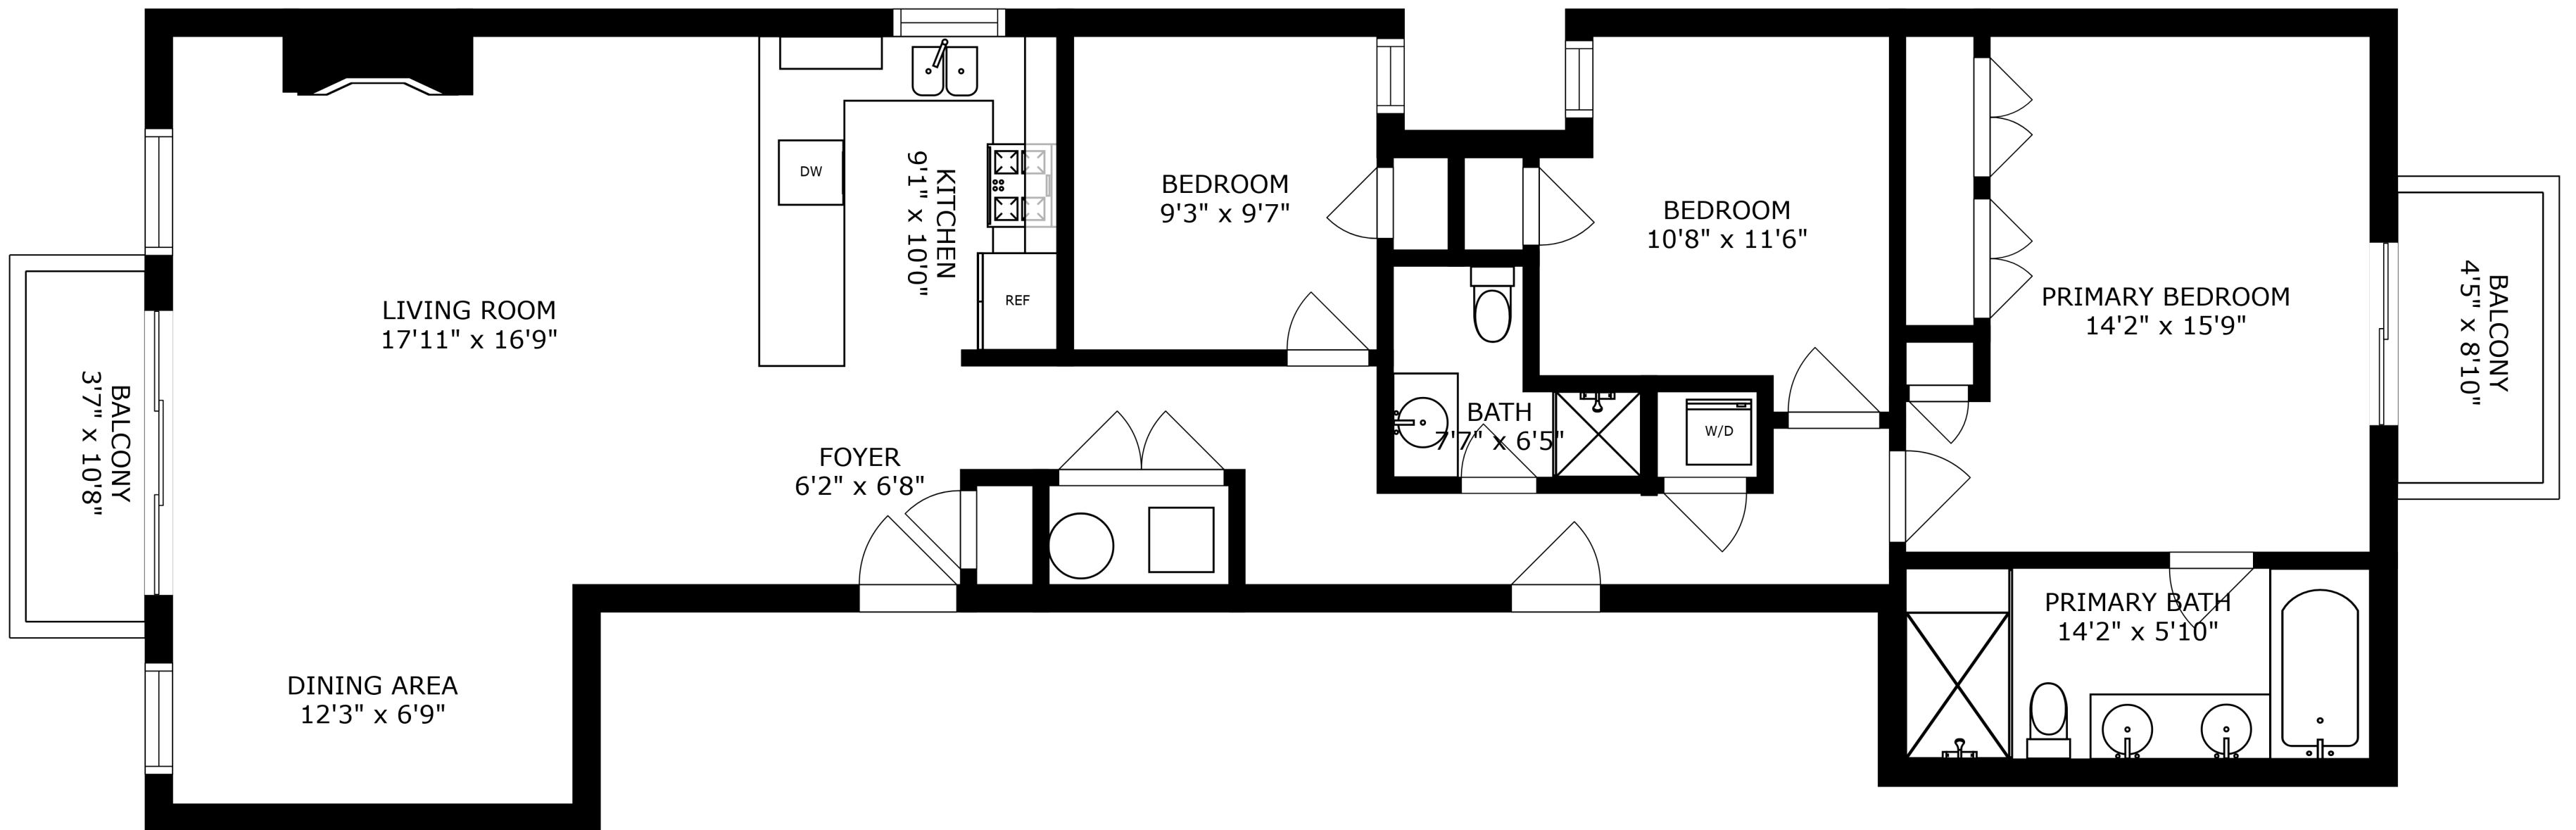 LIVING ROOM
17'11" x 16'9"
BALCONY
3'7" x 10'8"
DINING AREA
12'3" x 6'9"
DW
KITCHEN
9'1" x 10'0"
REF
FOYER
6'2" x 6'8"
BEDROOM
9'3" x 9'7"
BATH
7'7" x 6'5"
BEDROOM
10'8" x 11'6"
W/D
PRIMARY BEDROOM
14'2" x 15'9"
PRIMARY BATH
14'2" x 5'10"
BALCONY
4'5" x 8'10"